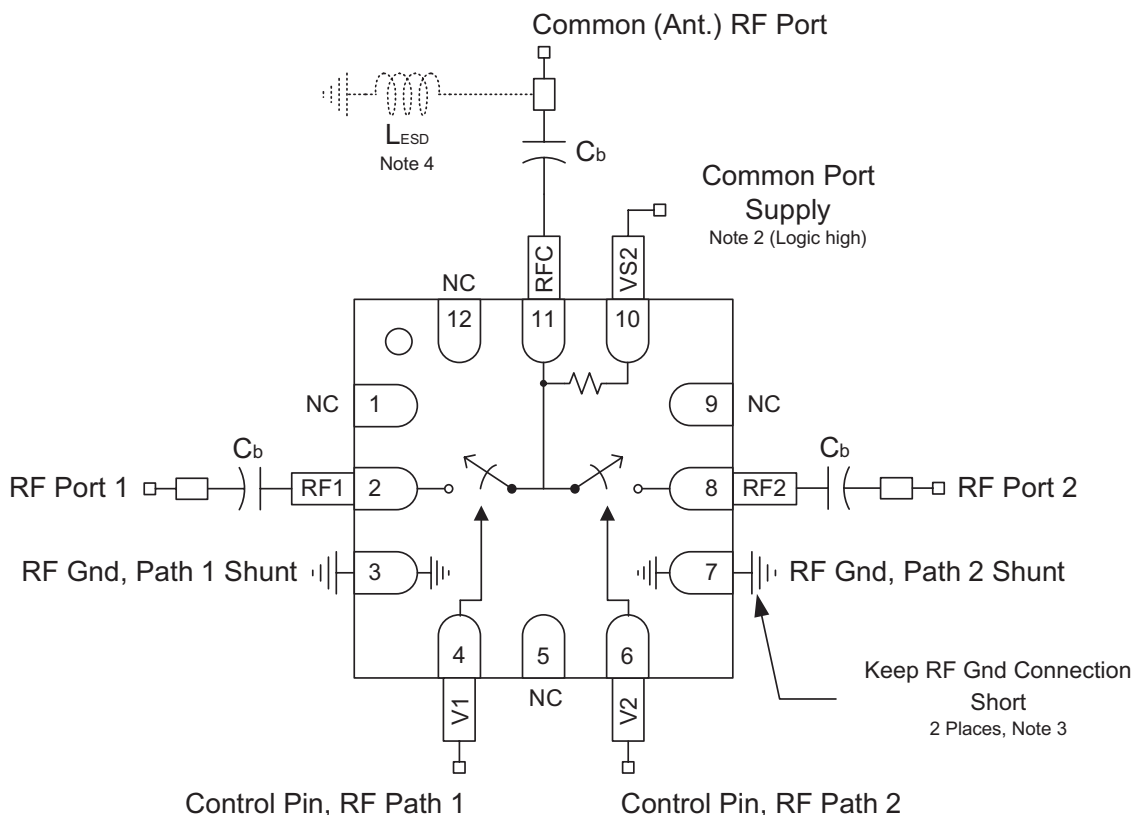 Common (Ant.) RF Port
LESD
Note 4
Cb
Common Port
Supply
Note 2 (Logic high)
RFC
VS2
NC
12
11
10
NC
1
9
NC
Cb
Cb
RF Port 1
RF1
2
8
RF2
RF Port 2
RF Gnd, Path 1 Shunt
3
7
RF Gnd, Path 2 Shunt
4
5
6
NC
V1
V2
Keep RF Gnd Connection
Short
2 Places, Note 3
Control Pin, RF Path 1
Control Pin, RF Path 2